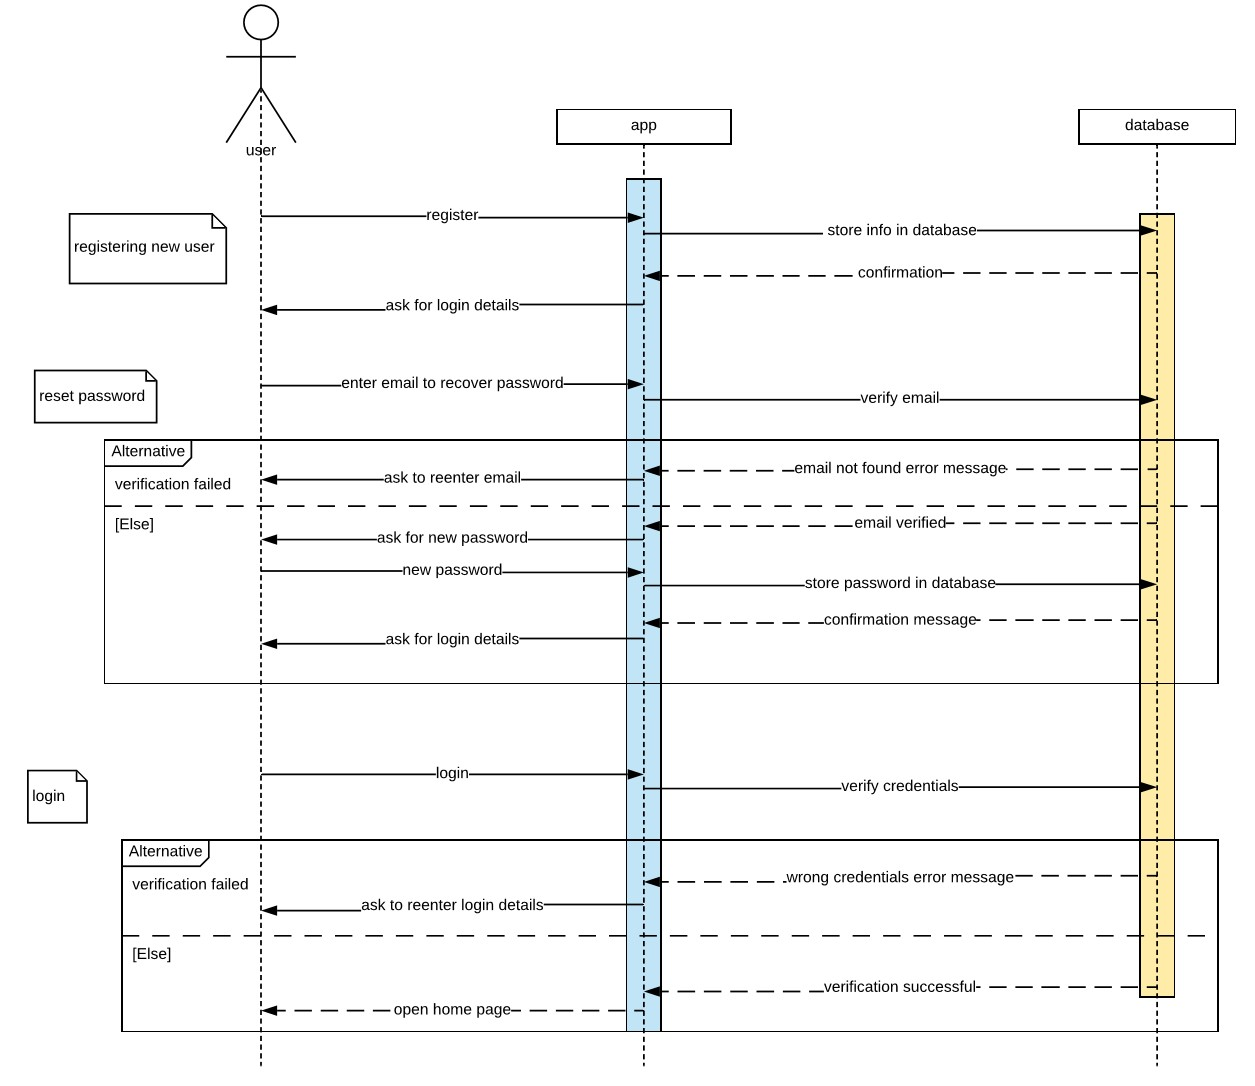 user
app
database
register
registering new user
store info in database
confirmation
ask for login details
enter email to recover password
reset password
verify email
Alternative
verification failed
ask to reenter email
email not found error message
[Else]
email verified
ask for new password
new password
store password in database
confirmation message
ask for login details
login
login
verify credentials
Alternative
verification failed
wrong credentials error message
ask to reenter login details
[Else]
verification successful
open home page